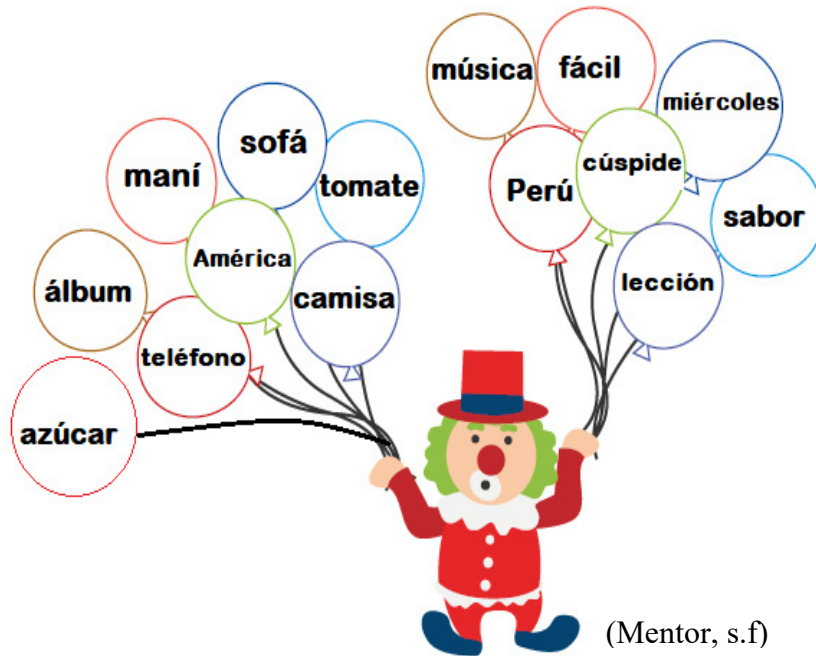 música
fácil
miércoles
sofá
maní
tomate
cúspide
Perú
sabor
América
álbum
camisa
lección
teléfono
azúcar
(Mentor, s.f)